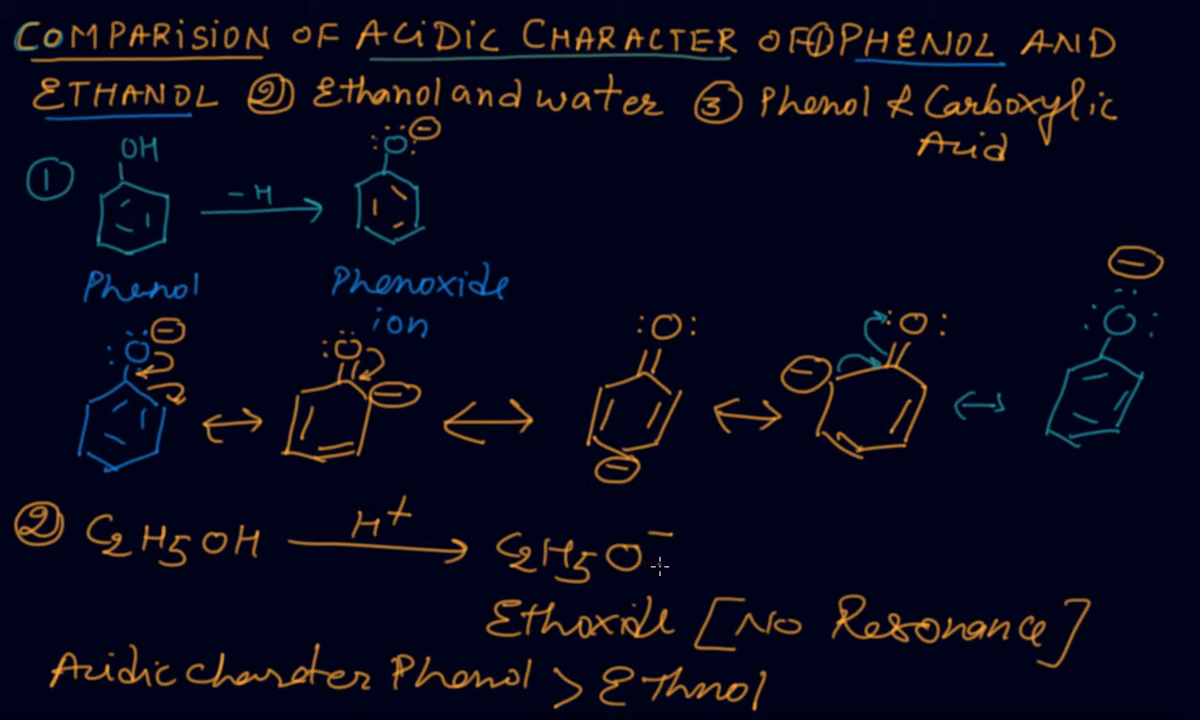 COMPARISION OF ACIDIC CHARACTER OF ① PHENOL AND
ETHANOL ② Ethanol and water ③ Phenol & Carboxylic
Acid
① OH − H :Ö: ⊖
Phenol Phenoxide
ion
:Ö ⊖ ↔ :Ö ⊖ ↔ :O: ⊖ ↔ ⊖ :O: ↔ :Ö: ⊖
② C2H5OH H+ → C2H5O−
Ethoxide [No Resonance]
Acidic charcter Phenol > EThnol